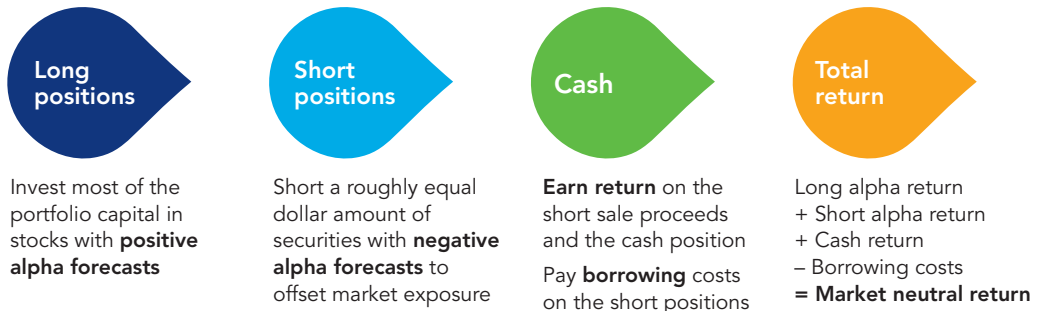 Long
positions
Invest most of the
portfolio capital in
stocks with positive
alpha forecasts
Short
positions
Short a roughly equal
dollar amount of
securities with negative
alpha forecasts to
offset market exposure
Cash
Earn return on the
short sale proceeds
and the cash position
Pay borrowing costs
on the short positions
Total
return
Long alpha return
+ Short alpha return
+ Cash return
– Borrowing costs
= Market neutral return